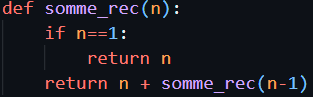 def somme_rec(n):
    if n==1:
        return n
    return n + somme_rec(n-1)